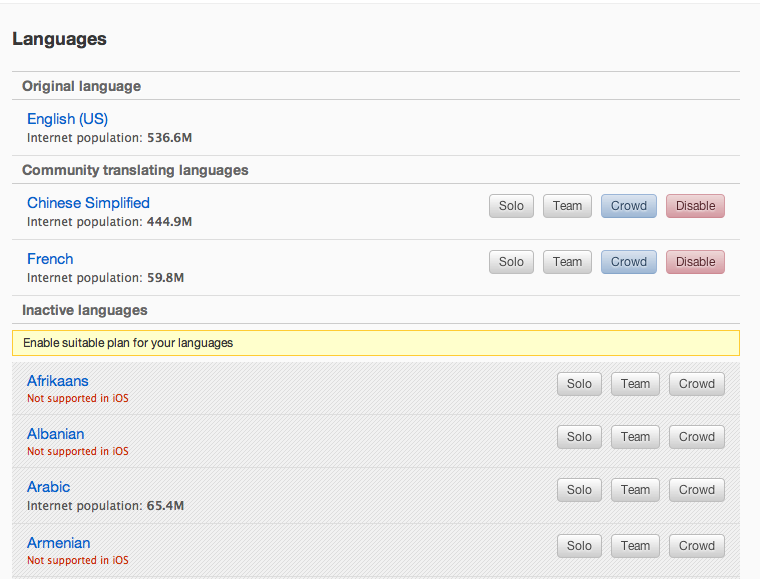 Languages
Original language
English (US)
Internet population: 536.6M
Community translating languages
Chinese Simplified
Solo Team Crowd Disable
Internet population: 444.9M
French
Solo Team Crowd Disable
Internet population: 59.8M
Inactive languages
Enable suitable plan for your languages
Afrikaans
Solo Team Crowd
Not supported in iOS
Albanian
Solo Team Crowd
Not supported in iOS
Arabic
Solo Team Crowd
Internet population: 65.4M
Armenian
Solo Team Crowd
Not supported in iOS